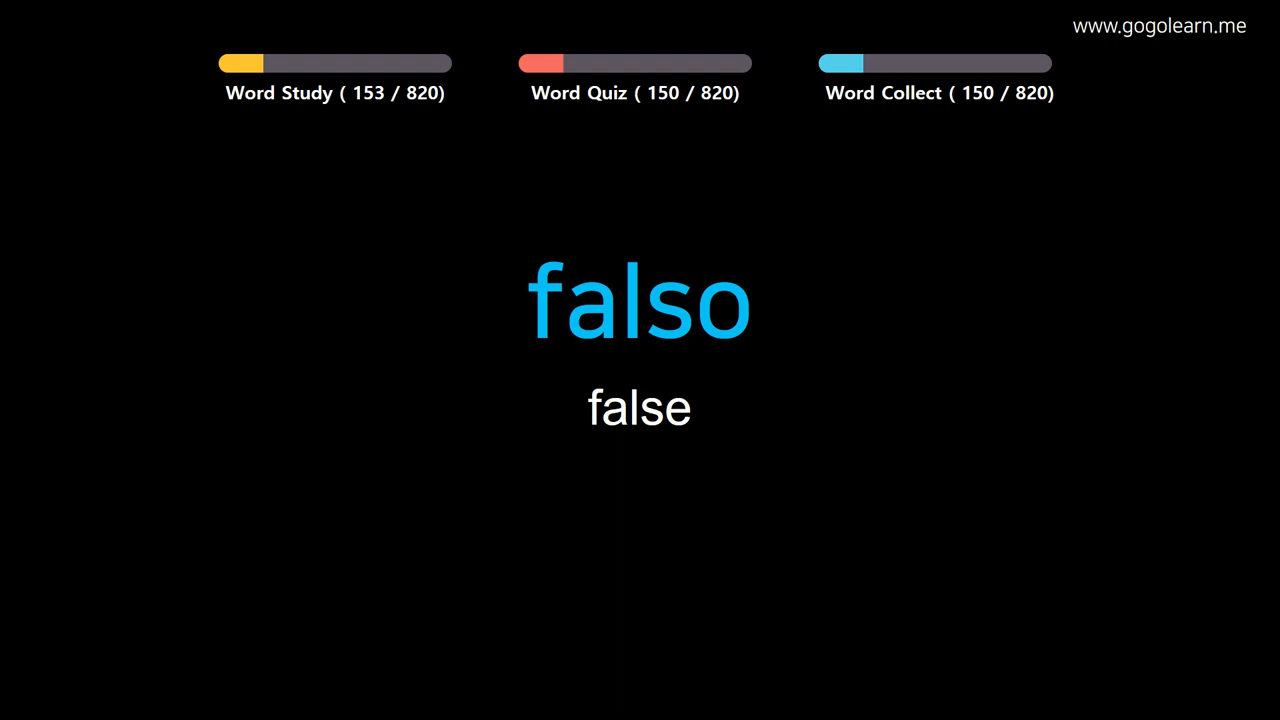 www.gogolearn.me
Word Study ( 153 / 820)
Word Quiz ( 150 / 820)
Word Collect ( 150 / 820)
falso
false